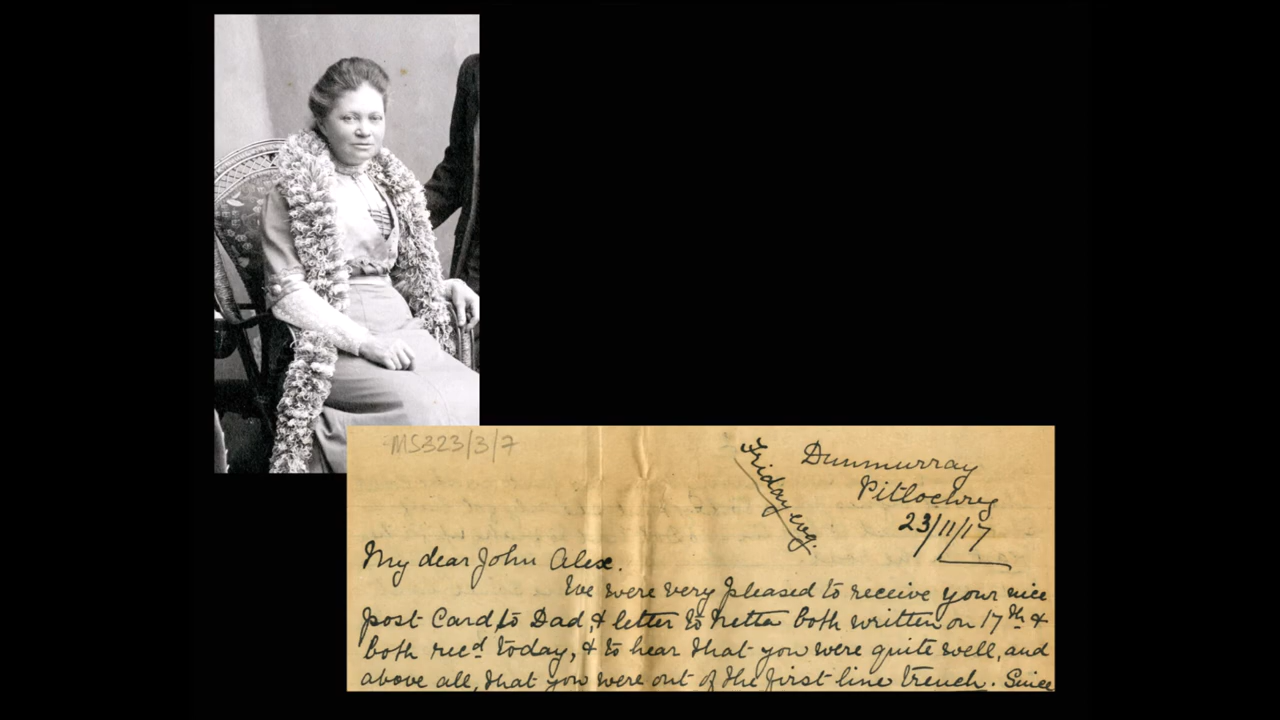 MS323/3/7
Friday evg.
Dunmurray
Pitlochry
23/11/17
My dear John Alex.
We were very pleased to receive your nice
post Card to Dad, & letter to Netta both written on 17th &
both recd today, & to hear that you were quite well, and
above all, that you were out of the first line trench. Since